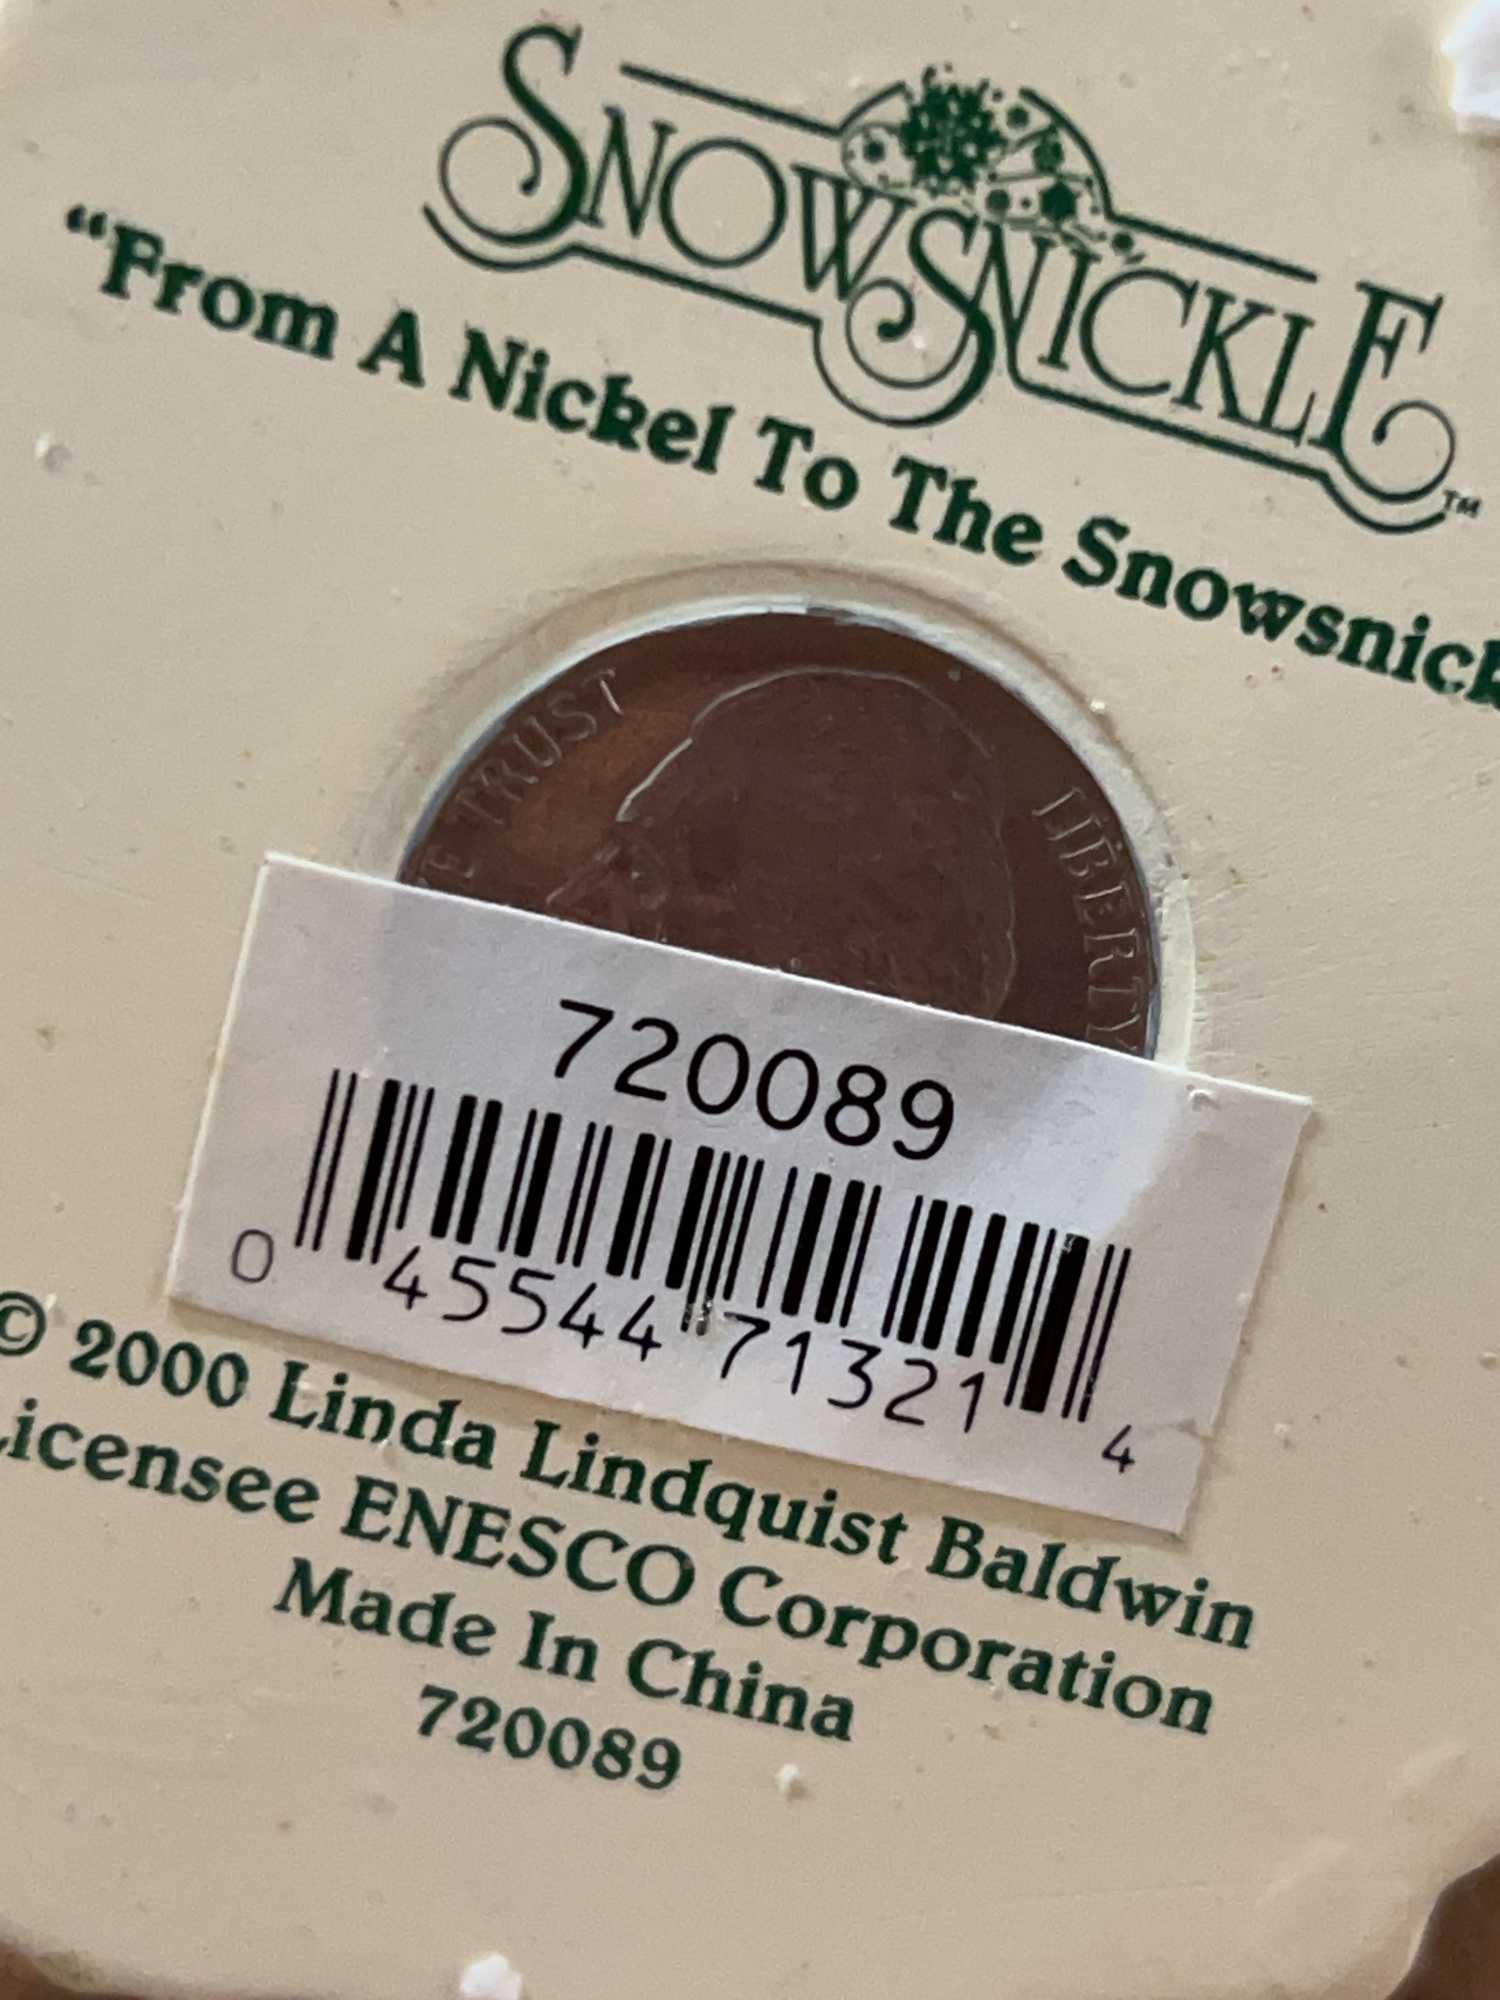 SNOWSNICKLE™
"From A Nickel To The
TRUST
LIBERTY
720089
0 45544 71321 4
© 2000 Linda Lindquist Baldwin
Licensee ENESCO Corporation
Made In China
720089